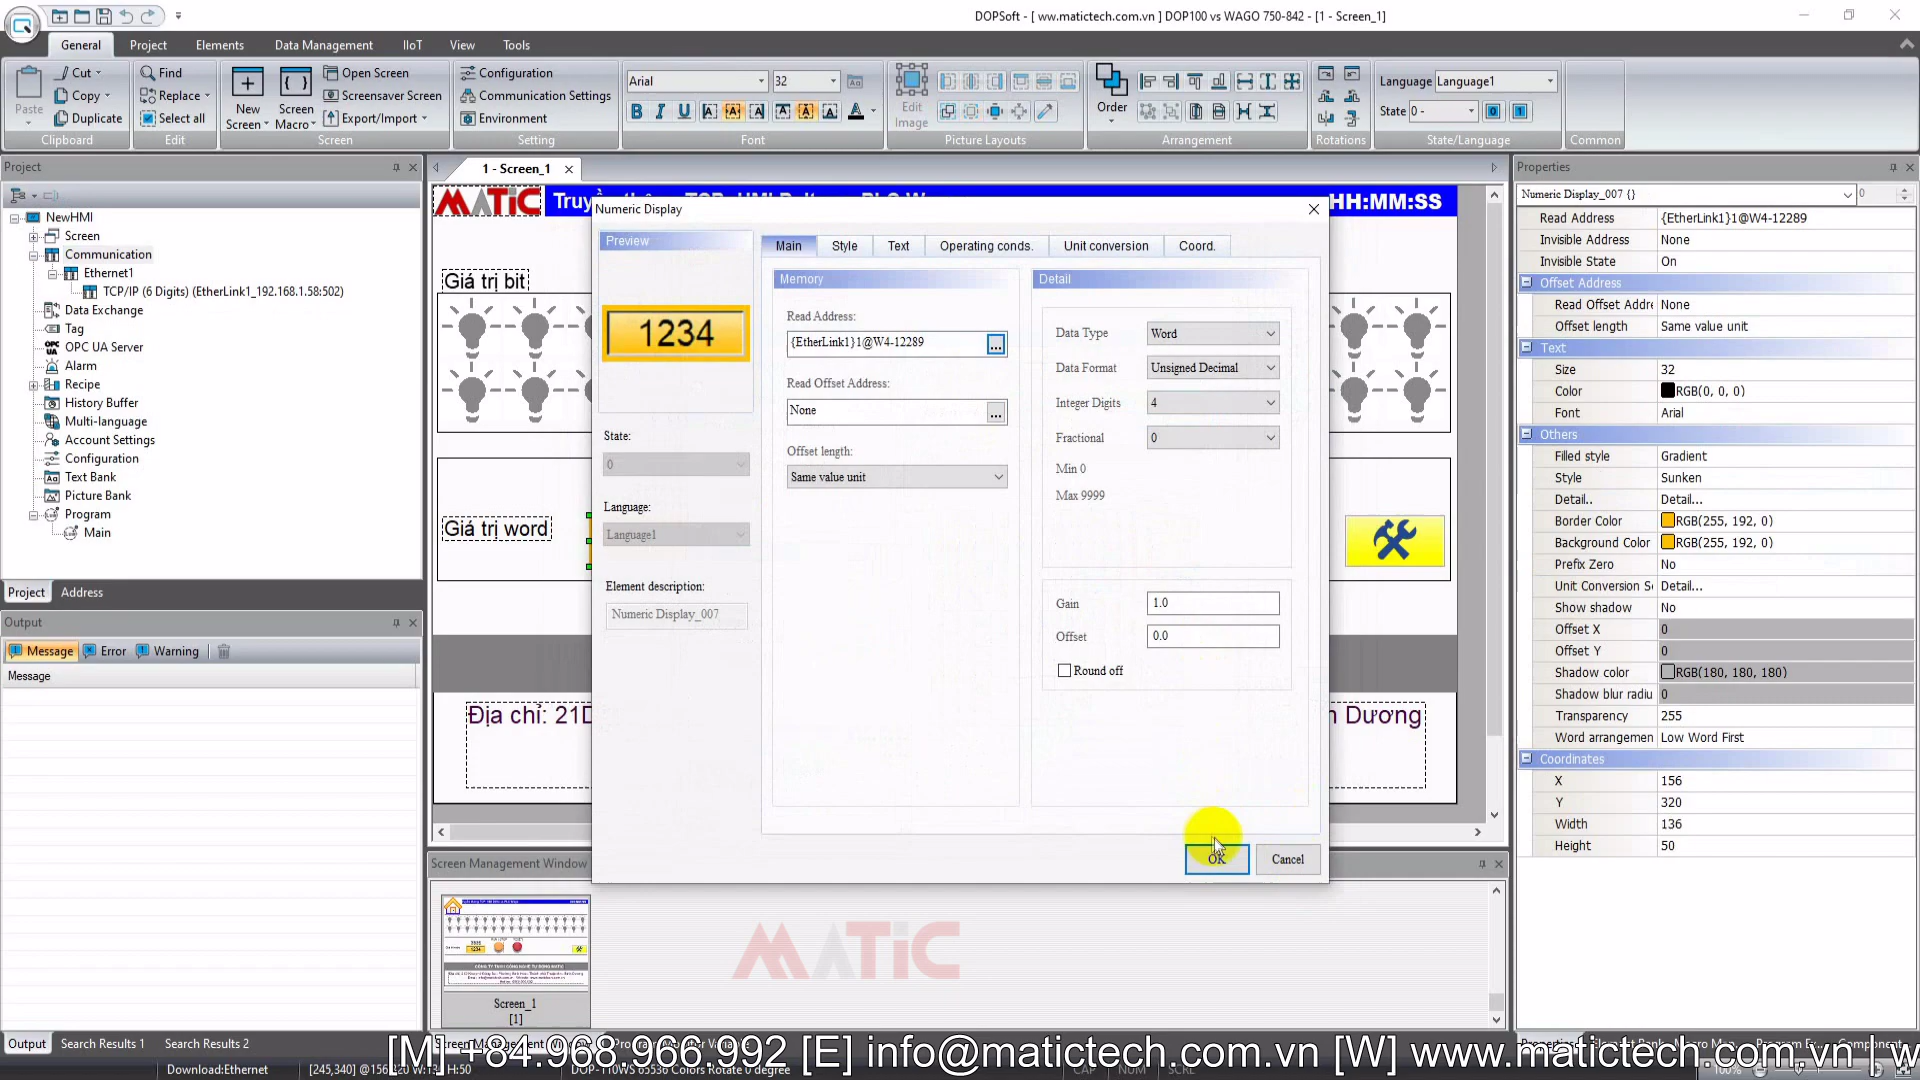 DOPSoft - [ ww.matictech.com.vn ] DOP100 vs WAGO 750-842 - [1 - Screen_1]
General Project Elements Data Management IIoT View Tools
Paste Cut Copy Duplicate
Clipboard
Find Replace Select all
Edit
New Screen Screen Macro Open Screen Screensaver Screen Export/Import
Screen
Configuration Communication Settings Environment
Setting
Arial 32
B I U A
Font
Edit Image
Picture Layouts
Order
Arrangement
Rotations
Language Language1
State 0 -
State/Language
Common
Project
NewHMI
Screen
Communication
Ethernet1
TCP/IP (6 Digits) (EtherLink1_192.168.1.58:502)
Data Exchange
Tag
OPC UA Server
Alarm
Recipe
History Buffer
Multi-language
Account Settings
Configuration
Text Bank
Picture Bank
Program
Main
Project Address
Output
Message Error Warning
Message
Output Search Results 1 Search Results 2
1 - Screen_1
MATIC
HH:MM:SS
Giá trị bit
Giá trị word
Địa chỉ: 21D
Dương
Numeric Display
Preview
1234
State:
0
Language:
Language1
Element description:
Numeric Display_007
Main Style Text Operating conds. Unit conversion Coord.
Memory
Read Address:
{EtherLink1}1@W4-12289
...
Read Offset Address:
None
...
Offset length:
Same value unit
Detail
Data Type Word
Data Format Unsigned Decimal
Integer Digits 4
Fractional 0
Min 0
Max 9999
Gain 1.0
Offset 0.0
Round off
OK Cancel
Screen Management Window
Screen_1
[1]
MATIC
Properties
Numeric Display_007 {}
0
Read Address {EtherLink1}1@W4-12289
Invisible Address None
Invisible State On
Offset Address
Read Offset Addre None
Offset length Same value unit
Text
Size 32
Color RGB(0, 0, 0)
Font Arial
Others
Filled style Gradient
Style Sunken
Detail.. Detail...
Border Color RGB(255, 192, 0)
Background Color RGB(255, 192, 0)
Prefix Zero No
Unit Conversion S Detail...
Show shadow No
Offset X 0
Offset Y 0
Shadow color RGB(180, 180, 180)
Shadow blur radiu 0
Transparency 255
Word arrangemen Low Word First
Coordinates
X 156
Y 320
Width 136
Height 50
[M] +84.968.966.992 [E] info@matictech.com.vn [W] www.matictech.com.vn | w
Download:Ethernet